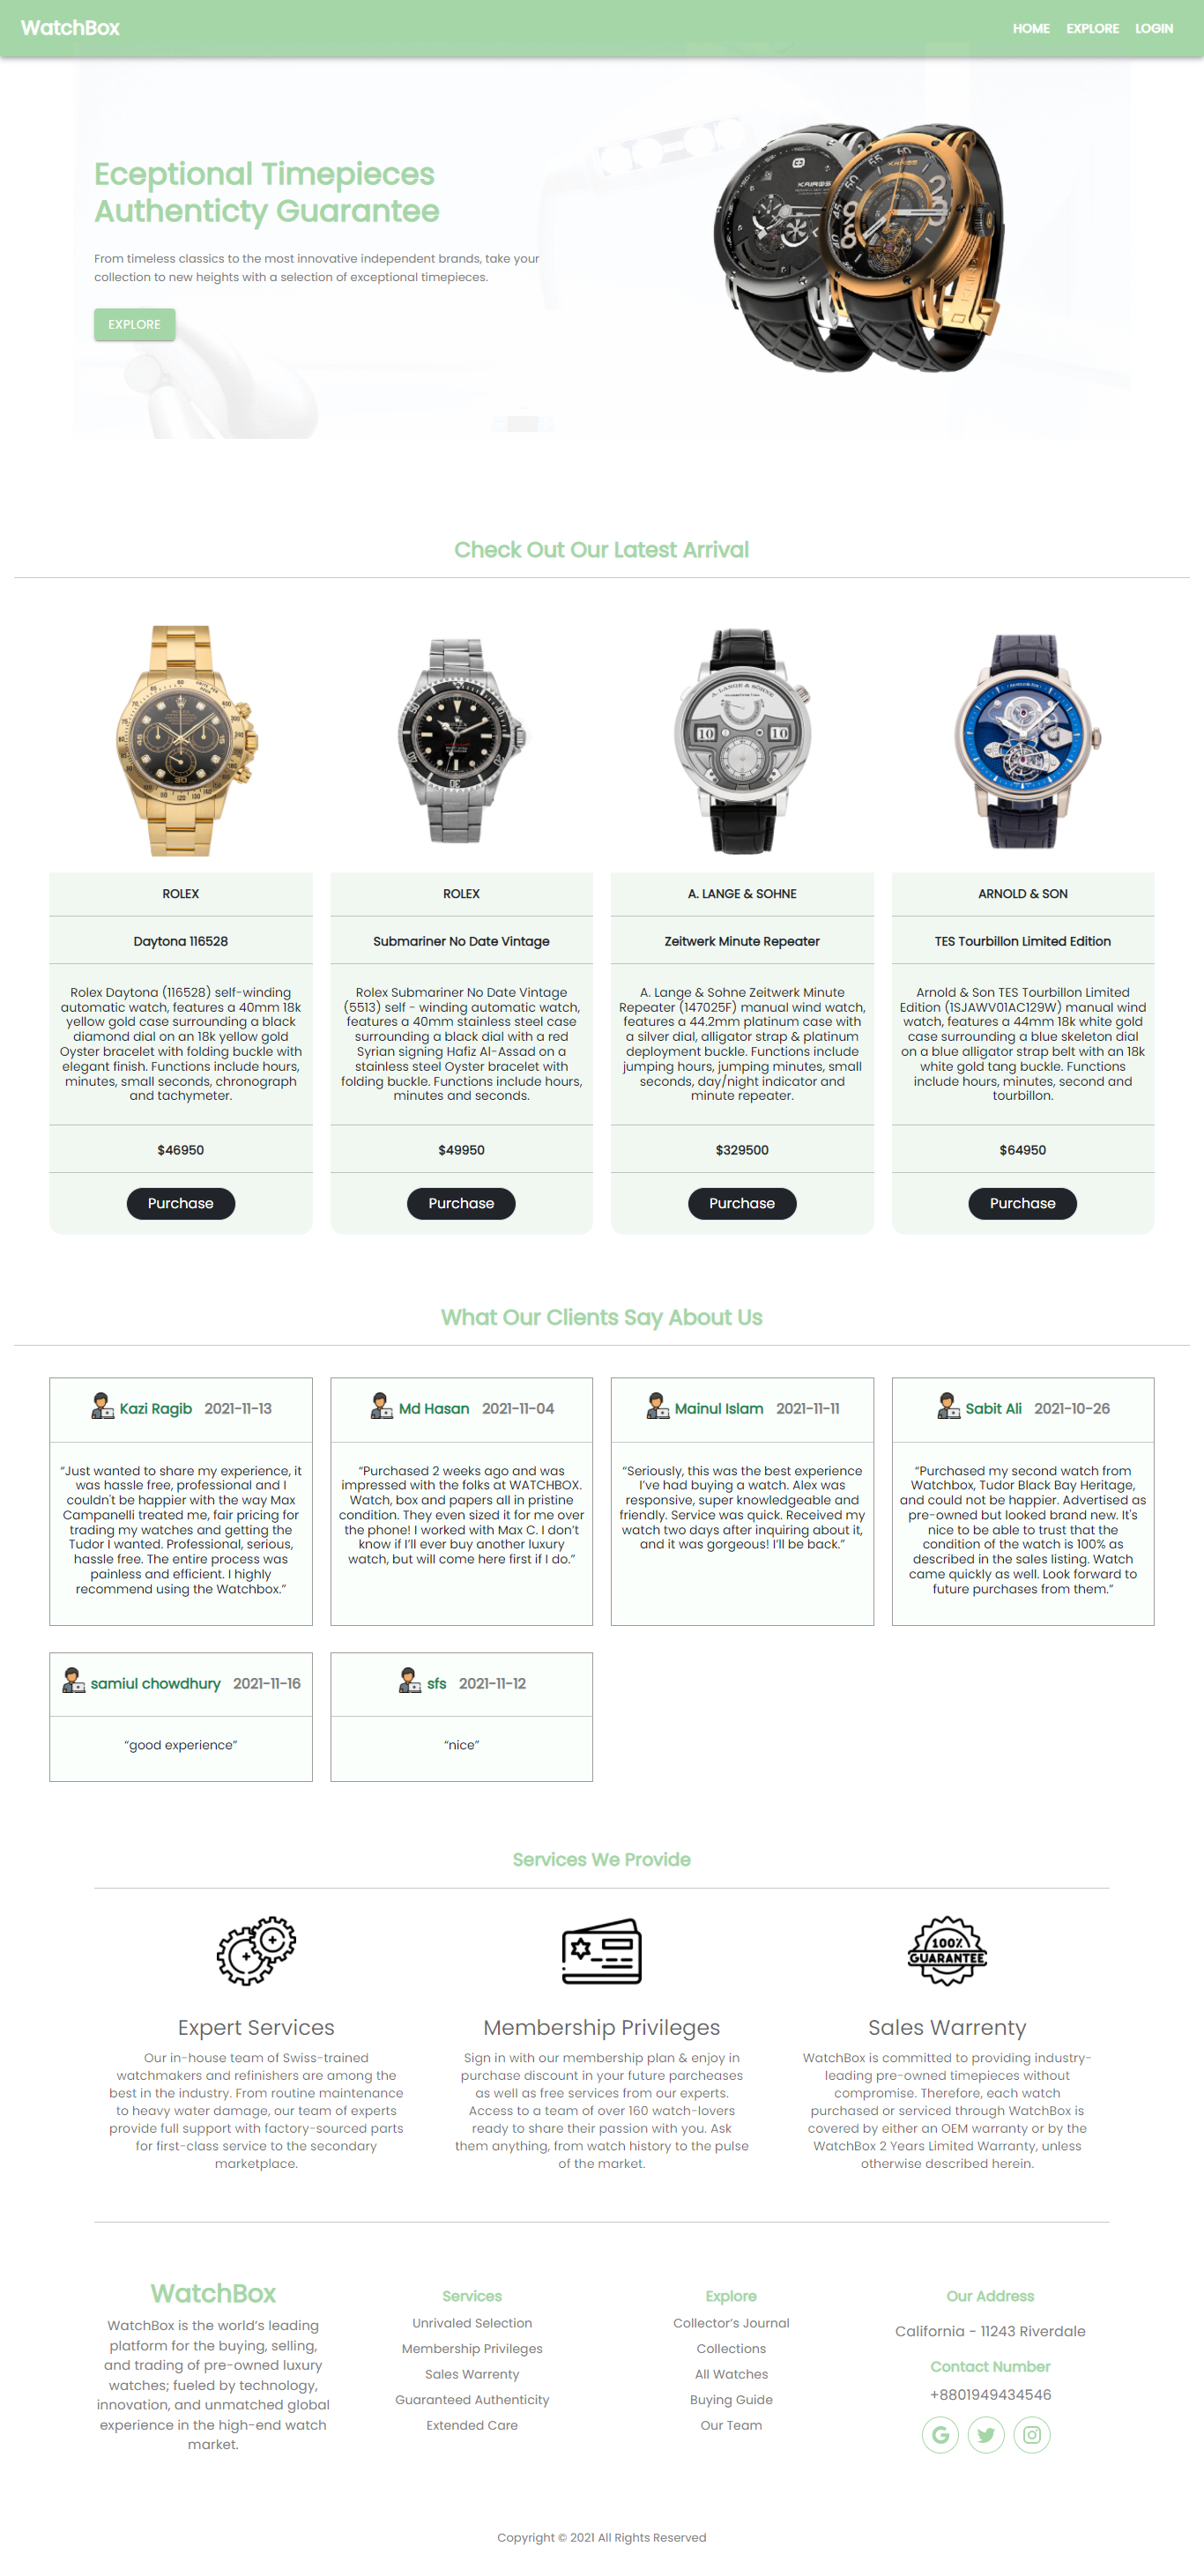 WatchBox
HOME EXPLORE LOGIN
Eceptional Timepieces
Authenticty Guarantee
From timeless classics to the most innovative independent brands, take your
collection to new heights with a selection of exceptional timepieces.
EXPLORE
Check Out Our Latest Arrival
ROLEX
Daytona 116528
Rolex Daytona (116528) self-winding
automatic watch, features a 40mm 18k
yellow gold case surrounding a black
diamond dial on an 18k yellow gold
Oyster bracelet with folding buckle with
elegant finish. Functions include hours,
minutes, small seconds, chronograph
and tachymeter.
$46950
Purchase
ROLEX
Submariner No Date Vintage
Rolex Submariner No Date Vintage
(5513) self - winding automatic watch,
features a 40mm stainless steel case
surrounding a black dial with a red
Syrian signing Hafiz Al-Assad on a
stainless steel Oyster bracelet with
folding buckle. Functions include hours,
minutes and seconds.
$49950
Purchase
A. LANGE & SOHNE
Zeitwerk Minute Repeater
A. Lange & Sohne Zeitwerk Minute
Repeater (147025F) manual wind watch,
features a 44.2mm platinum case with
a silver dial, alligator strap & platinum
deployment buckle. Functions include
jumping hours, jumping minutes, small
seconds, day/night indicator and
minute repeater.
$329500
Purchase
ARNOLD & SON
TES Tourbillon Limited Edition
Arnold & Son TES Tourbillon Limited
Edition (1SJAWV01AC129W) manual wind
watch, features a 44mm 18k white gold
case surrounding a blue skeleton dial
on a blue alligator strap belt with an 18k
white gold tang buckle. Functions
include hours, minutes, second and
tourbillon.
$64950
Purchase
What Our Clients Say About Us
Kazi Ragib 2021-11-13
“Just wanted to share my experience, it
was hassle free, professional and I
couldn't be happier with the way Max
Campanelli treated me, fair pricing for
trading my watches and getting the
Tudor I wanted. Professional, serious,
hassle free. The entire process was
painless and efficient. I highly
recommend using the Watchbox.”
Md Hasan 2021-11-04
“Purchased 2 weeks ago and was
impressed with the folks at WATCHBOX.
Watch, box and papers all in pristine
condition. They even sized it for me over
the phone! I worked with Max C. I don’t
know if I’ll ever buy another luxury
watch, but will come here first if I do.”
Mainul Islam 2021-11-11
“Seriously, this was the best experience
I’ve had buying a watch. Alex was
responsive, super knowledgeable and
friendly. Service was quick. Received my
watch two days after inquiring about it,
and it was gorgeous! I’ll be back.”
Sabit Ali 2021-10-26
“Purchased my second watch from
Watchbox, Tudor Black Bay Heritage,
and could not be happier. Advertised as
pre-owned but looked brand new. It's
nice to be able to trust that the
condition of the watch is 100% as
described in the sales listing. Watch
came quickly as well. Look forward to
future purchases from them.”
samiul chowdhury 2021-11-16
“good experience”
sfs 2021-11-12
“nice”
Services We Provide
Expert Services
Our in-house team of Swiss-trained
watchmakers and refinishers are among the
best in the industry. From routine maintenance
to heavy water damage, our team of experts
provide full support with factory-sourced parts
for first-class service to the secondary
marketplace.
Membership Privileges
Sign in with our membership plan & enjoy in
purchase discount in your future parcheases
as well as free services from our experts.
Access to a team of over 160 watch-lovers
ready to share their passion with you. Ask
them anything, from watch history to the pulse
of the market.
100%
GUARANTEE
Sales Warrenty
WatchBox is committed to providing industry-
leading pre-owned timepieces without
compromise. Therefore, each watch
purchased or serviced through WatchBox is
covered by either an OEM warranty or by the
WatchBox 2 Years Limited Warranty, unless
otherwise described herein.
WatchBox
WatchBox is the world’s leading
platform for the buying, selling,
and trading of pre-owned luxury
watches; fueled by technology,
innovation, and unmatched global
experience in the high-end watch
market.
Services
Unrivaled Selection
Membership Privileges
Sales Warrenty
Guaranteed Authenticity
Extended Care
Explore
Collector’s Journal
Collections
All Watches
Buying Guide
Our Team
Our Address
California - 11243 Riverdale
Contact Number
+8801949434546
Copyright © 2021 All Rights Reserved